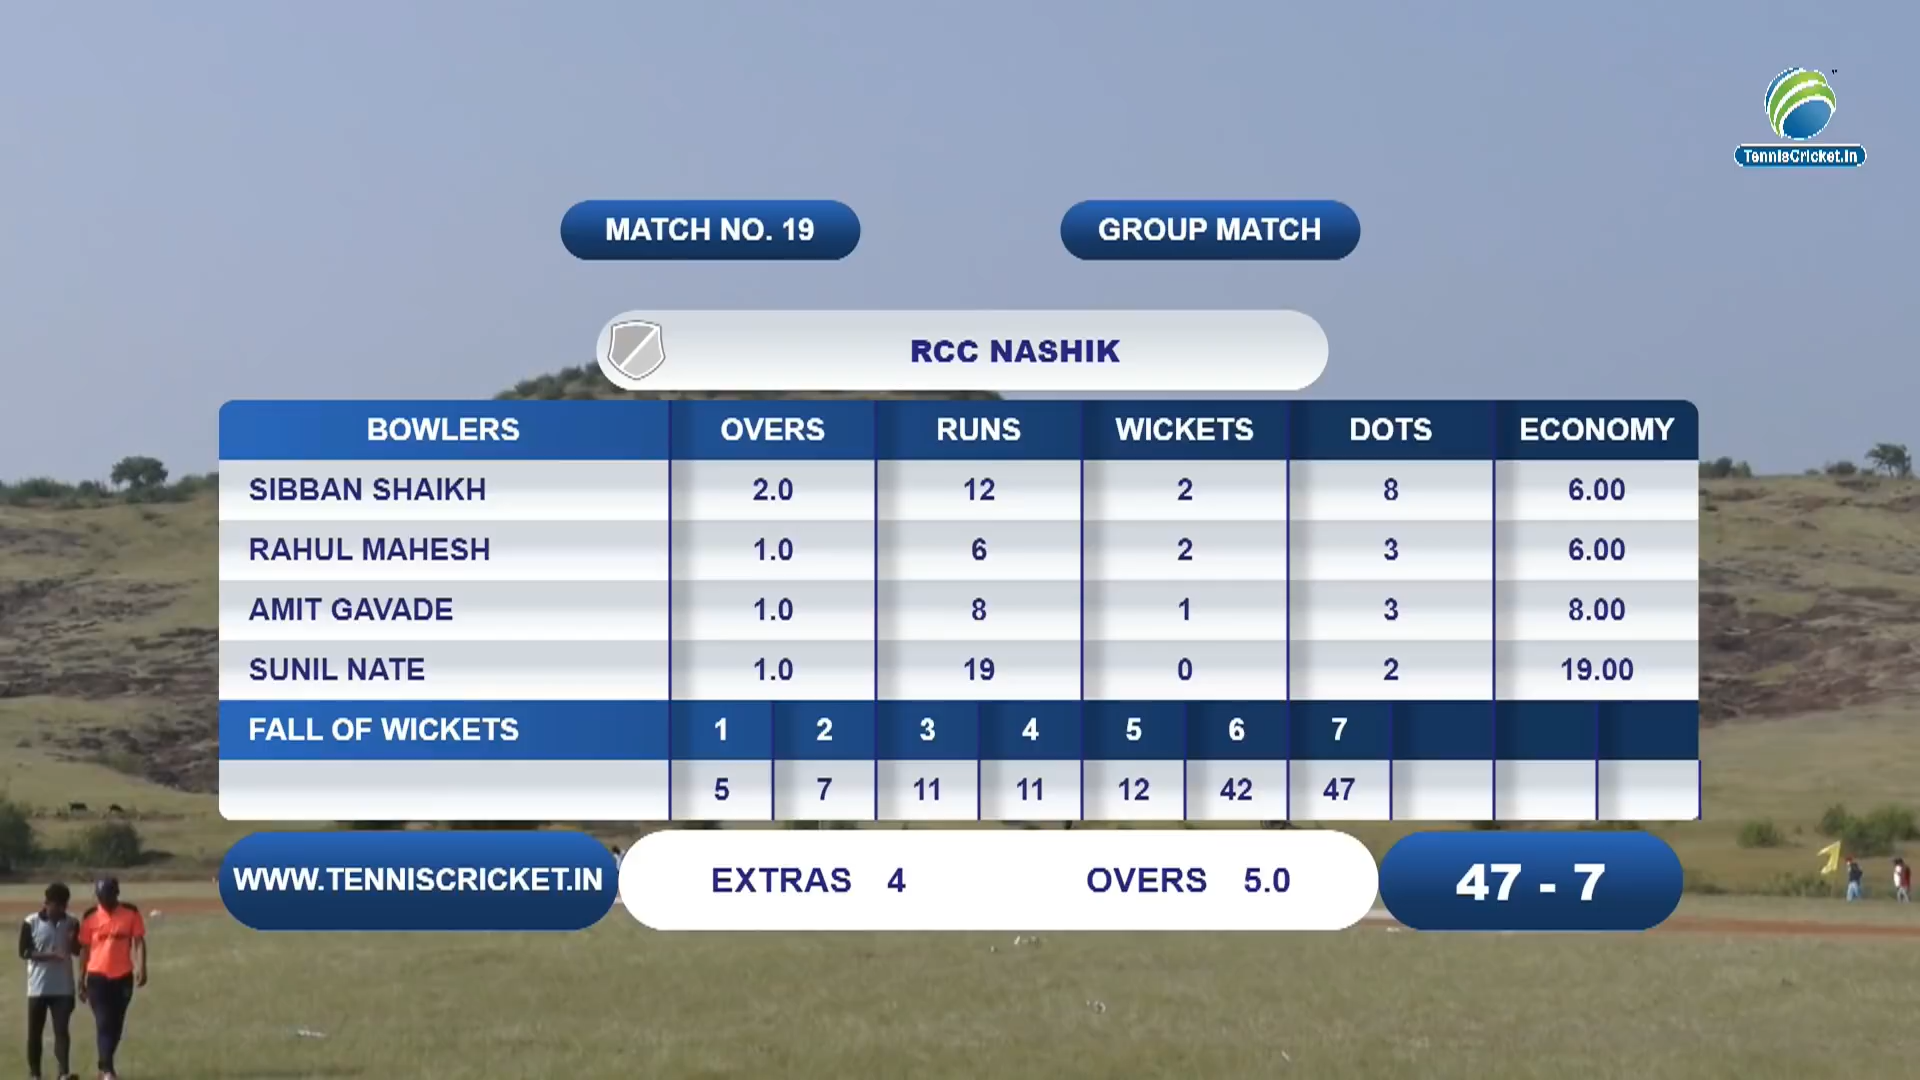 TennisCricket.in
MATCH NO. 19
GROUP MATCH
RCC NASHIK
BOWLERS OVERS RUNS WICKETS DOTS ECONOMY
SIBBAN SHAIKH 2.0 12 2 8 6.00
RAHUL MAHESH 1.0 6 2 3 6.00
AMIT GAVADE 1.0 8 1 3 8.00
SUNIL NATE 1.0 19 0 2 19.00
FALL OF WICKETS 1 2 3 4 5 6 7
5 7 11 11 12 42 47
WWW.TENNISCRICKET.IN EXTRAS 4 OVERS 5.0 47 - 7